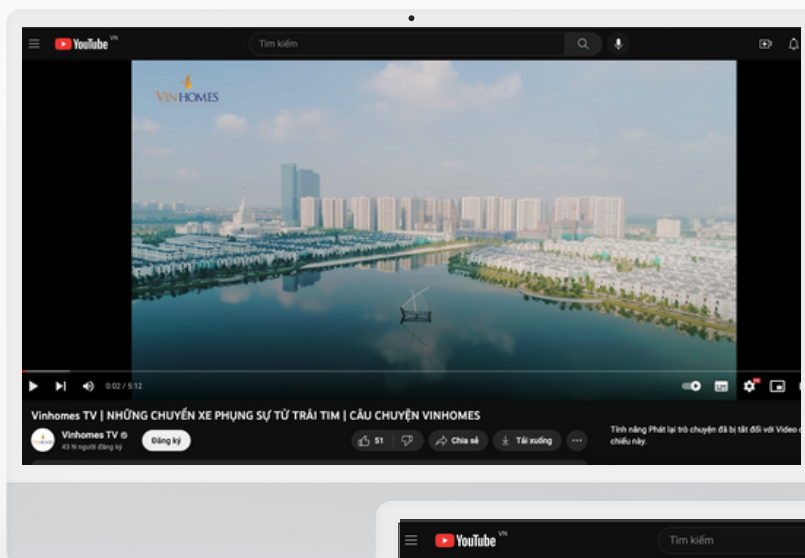 YouTube VN
Tìm kiếm
VINHOMES
0:02 / 5:12
Vinhomes TV | NHỮNG CHUYẾN XE PHỤNG SỰ TỪ TRÁI TIM | CÂU CHUYỆN VINHOMES
Vinhomes TV
43 N người đăng ký
Đăng ký
51
Chia sẻ
Tải xuống
Tính năng Phát lại trò chuyện đã bị tắt đối với Video
chiếu này.
YouTube VN
Tìm kiếm